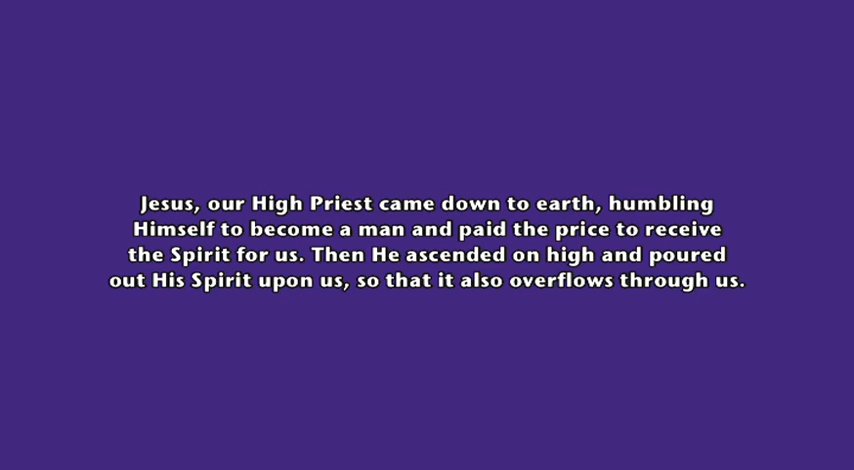 Jesus, our High Priest came down to earth, humbling
Himself to become a man and paid the price to receive
the Spirit for us. Then He ascended on high and poured
out His Spirit upon us, so that it also overflows through us.